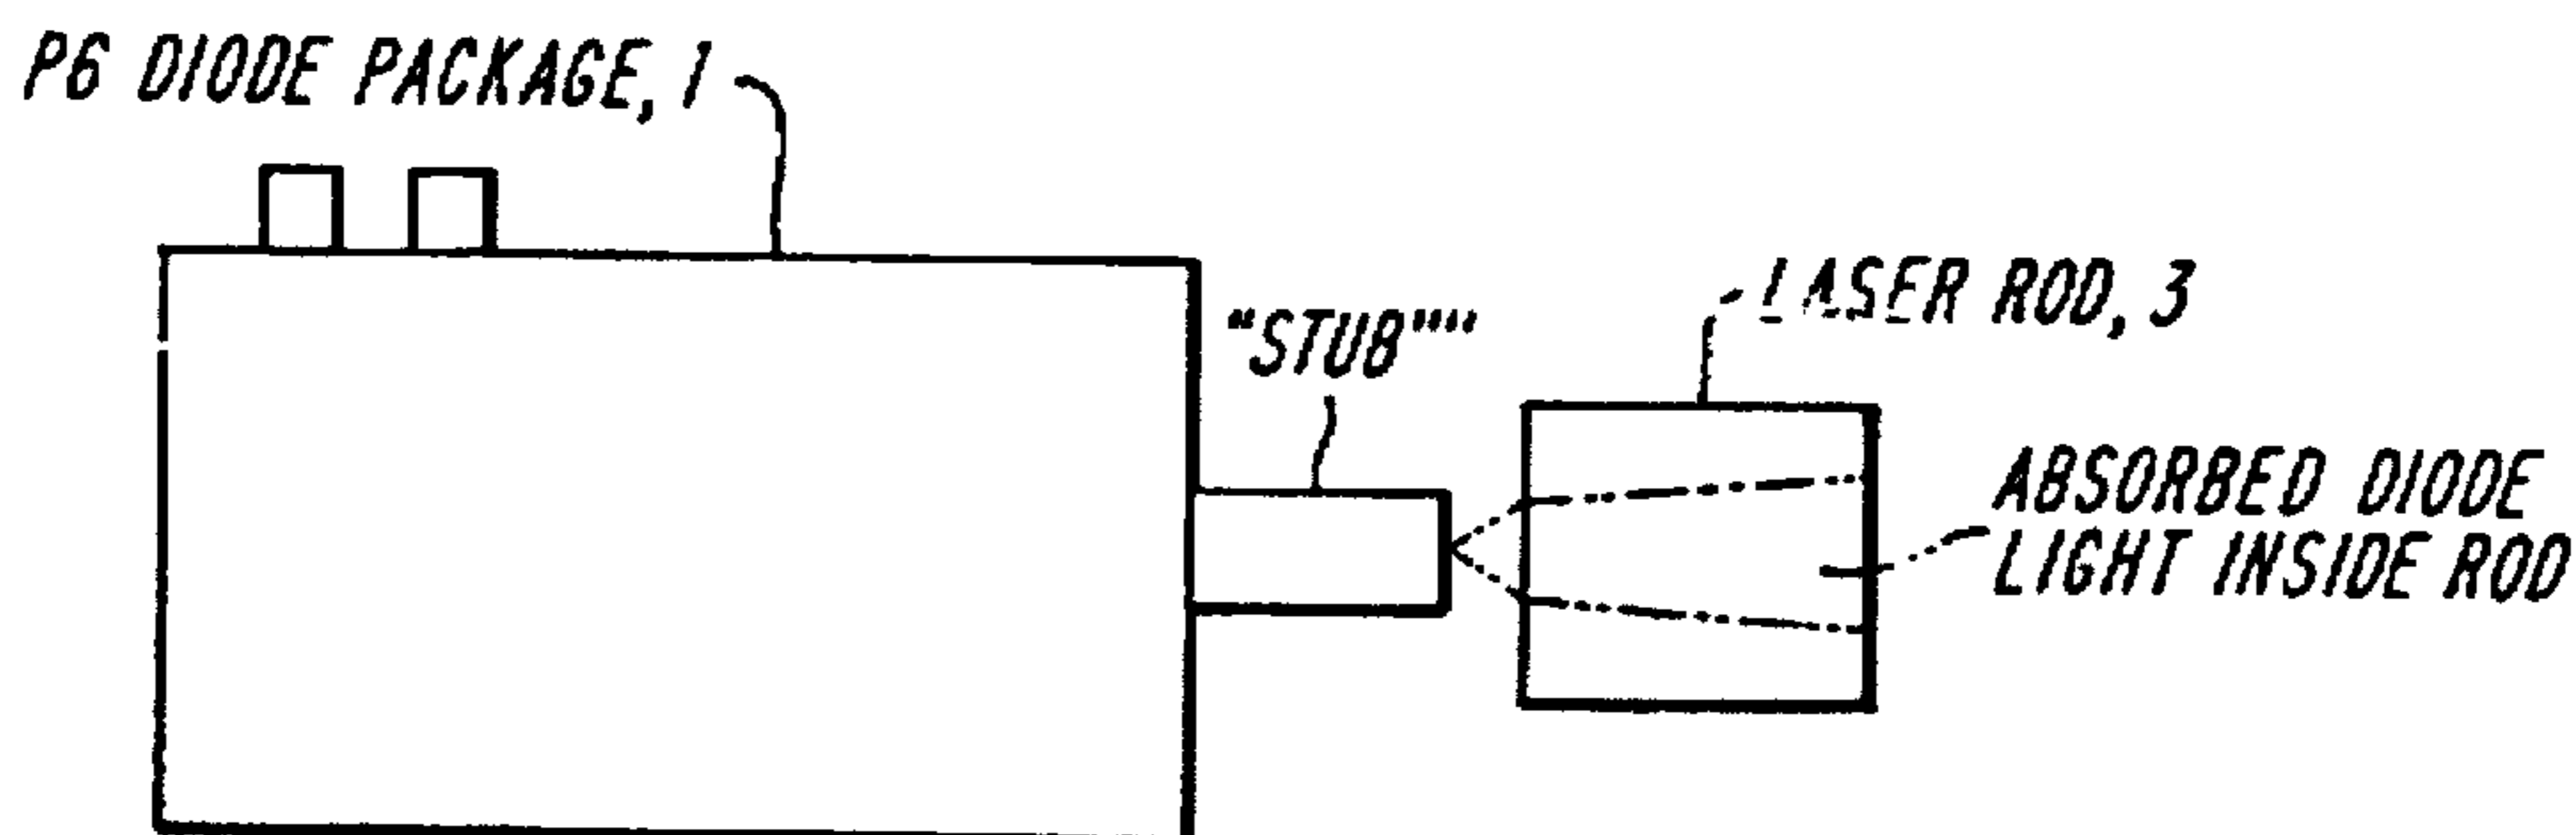 P6 DIODE PACKAGE, 1
"STUB"""
LASER ROD, 3
ABSORBED DIODE
LIGHT INSIDE ROD